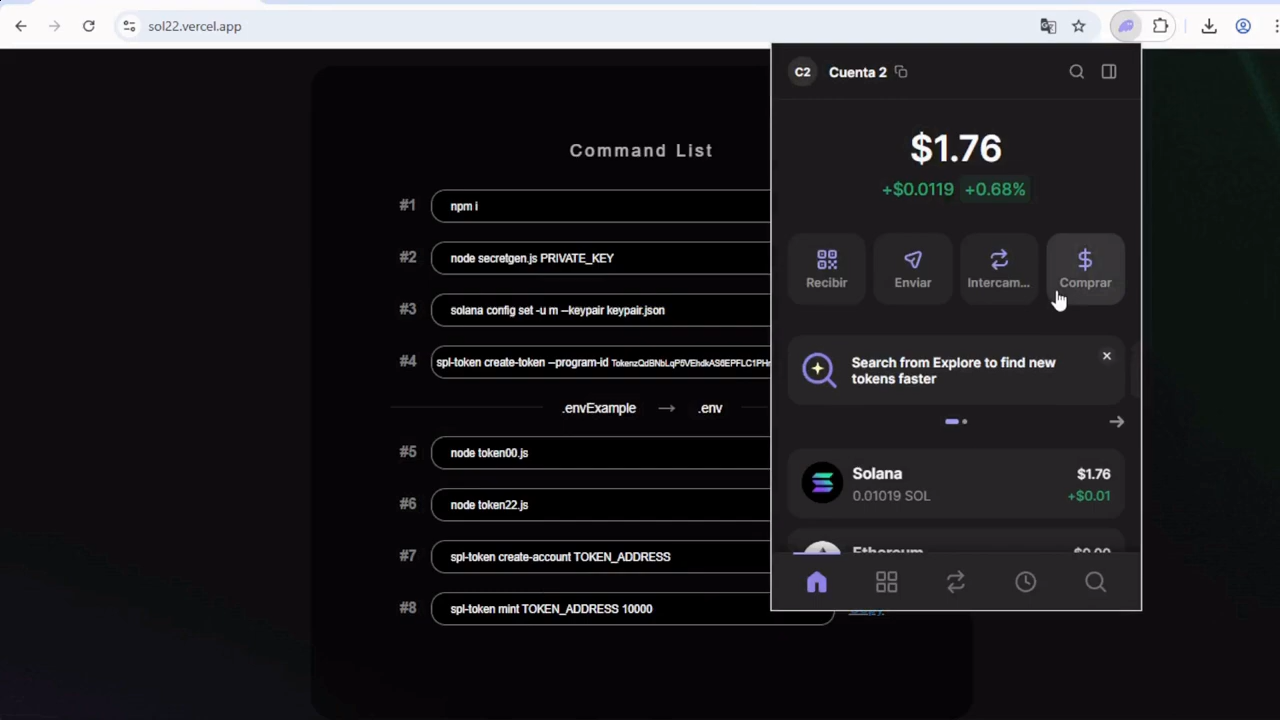 sol22.vercel.app
Command List
#1 npm i
#2 node secretgen.js PRIVATE_KEY
#3 solana config set -u m --keypair keypair.json
#4 spl-token create-token --program-id
.envExample → .env
#5 node token00.js
#6 node token22.js
#7 spl-token create-account TOKEN_ADDRESS
#8 spl-token mint TOKEN_ADDRESS 10000
C2 Cuenta 2
$1.76
+$0.0119 +0.68%
Recibir Enviar Intercam... Comprar
Search from Explore to find new
tokens faster
Solana $1.76
0.01019 SOL +$0.01
Ethereum $0.00